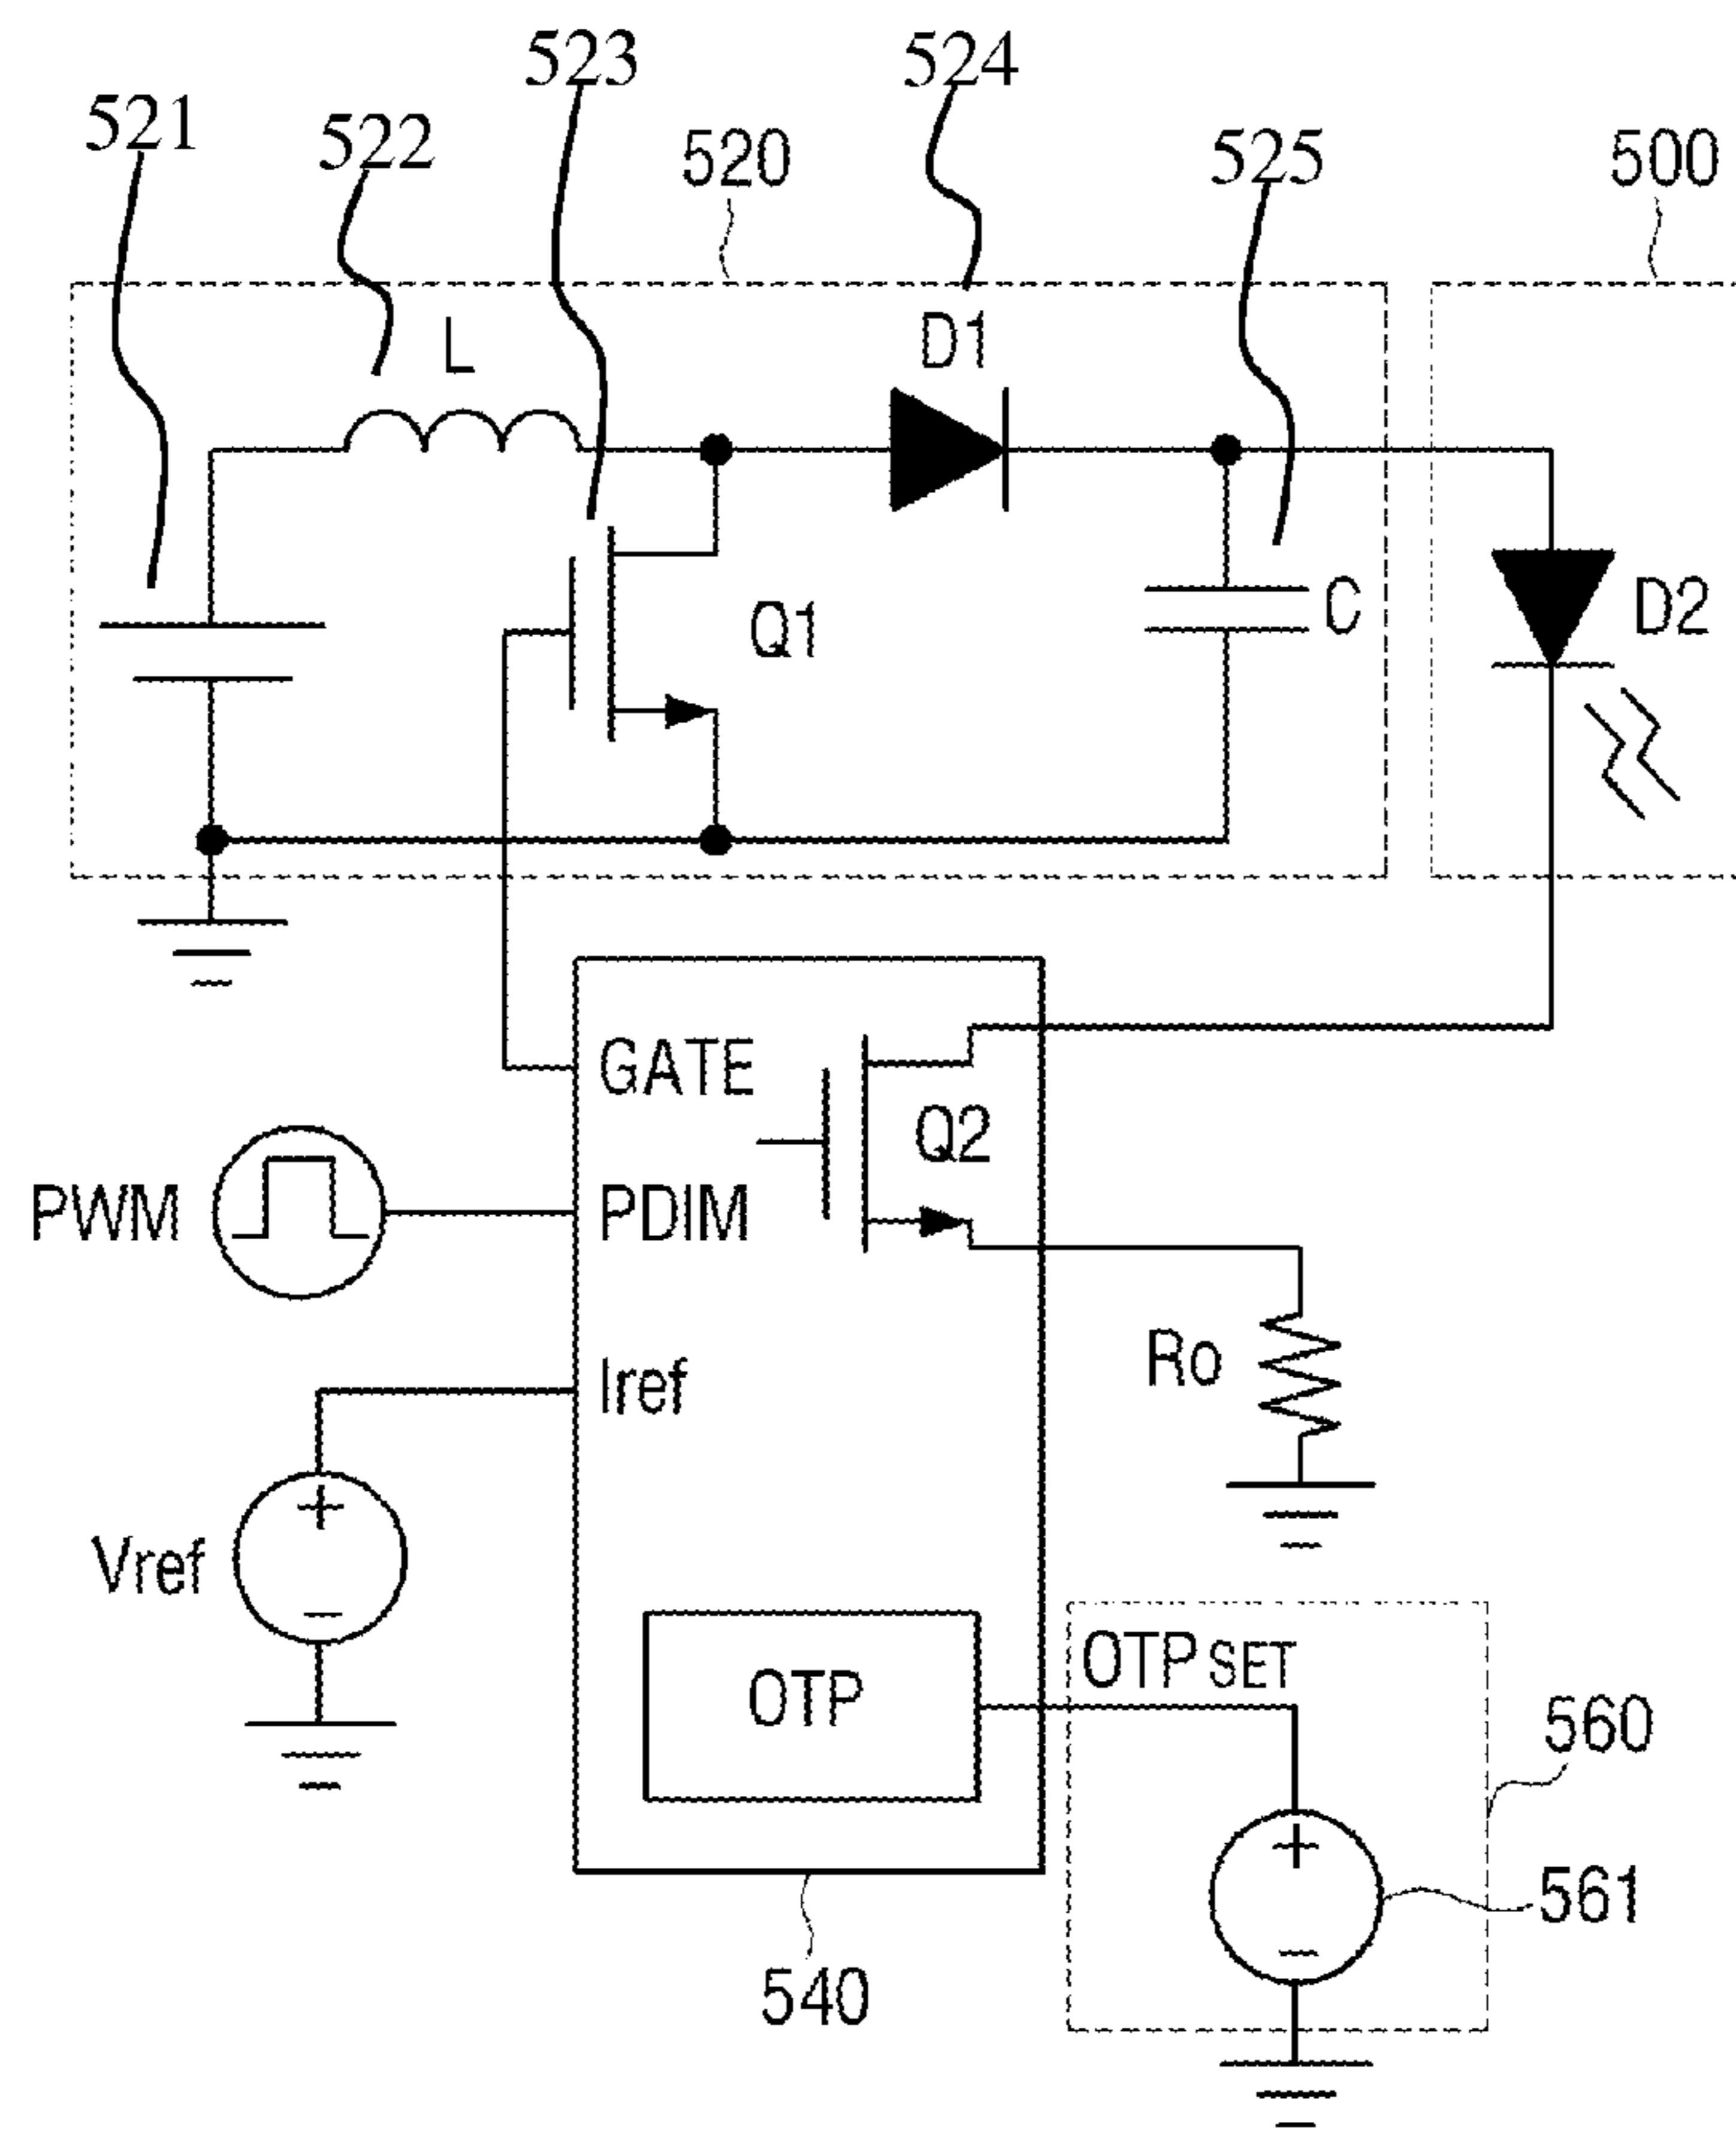 523
524
521
522
520
525
500
L
D1
Q1
C
D2
GATE
Q2
PWM
PDIM
Ro
Iref
+
Vref
−
OTP
OTP SET
560
+
561
−
540